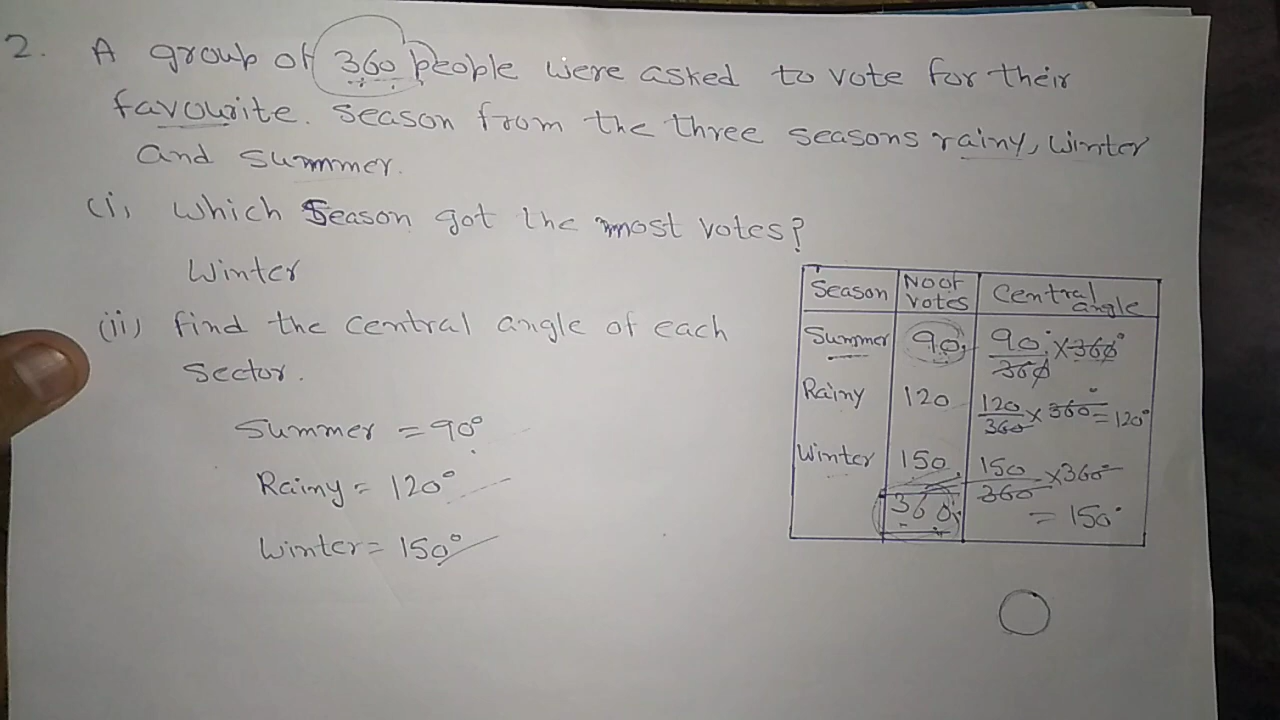 2. A group of 360 people were asked to vote for their
favourite. season from the three seasons rainy, winter
and summer.
(i) Which Season got the most votes?
Winter
(ii) find the central angle of each
sector.
Summer = 90°
Rainy = 120°
Winter = 150°
Season No of votes Central angle
Summer 90 90/360 × 360°
Rainy 120 120/360 × 360° = 120°
Winter 150 150/360 × 360°
360 = 150°